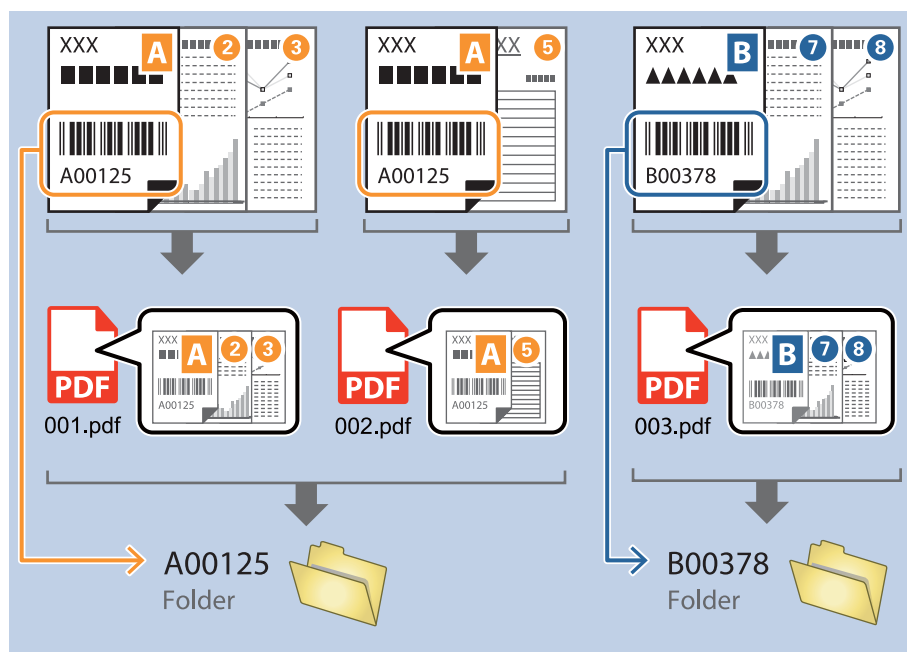 XXX A 2 3
A00125
XXX A XX 5
A00125
XXX B 7 8
B00378
PDF
001.pdf
XXX A 2 3
A00125
PDF
002.pdf
XXX A 5
A00125
PDF
003.pdf
XXX B 7 8
B00378
A00125
Folder
B00378
Folder